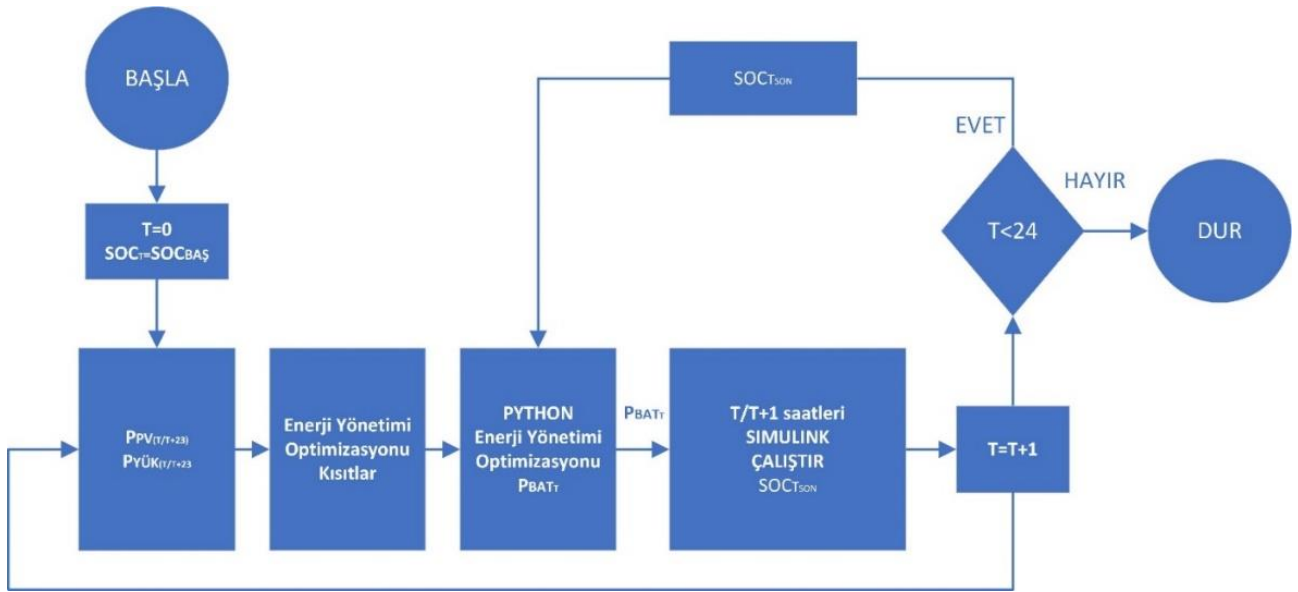 BAŞLA
T=0
SOCT=SOCBAŞ
PPV(T/T+23)
PYÜK(T/T+23
Enerji Yönetimi
Optimizasyonu
Kısıtlar
PYTHON
Enerji Yönetimi
Optimizasyonu
PBATT
PBATT
T/T+1 saatleri
SIMULINK
ÇALIŞTIR
SOCTSON
T=T+1
T<24
EVET
SOCTSON
HAYIR
DUR